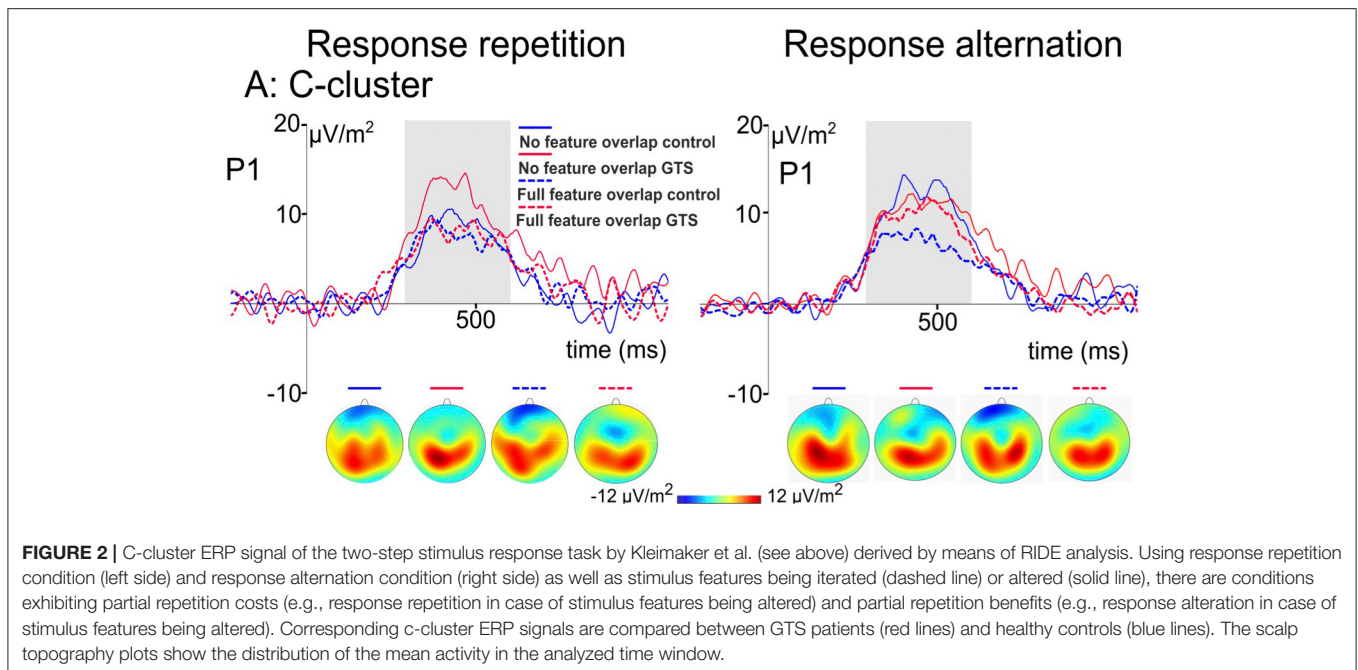 Response repetition
Response alternation
A: C-cluster
20
µV/m²
P1
10
No feature overlap control
No feature overlap GTS
Full feature overlap control
Full feature overlap GTS
500
time (ms)
-10
20
µV/m²
P1
10
500
time (ms)
-10
-12 µV/m²
12 µV/m²
FIGURE 2 | C-cluster ERP signal of the two-step stimulus response task by Kleimaker et al. (see above) derived by means of RIDE analysis. Using response repetition
condition (left side) and response alternation condition (right side) as well as stimulus features being iterated (dashed line) or altered (solid line), there are conditions
exhibiting partial repetition costs (e.g., response repetition in case of stimulus features being altered) and partial repetition benefits (e.g., response alteration in case of
stimulus features being altered). Corresponding c-cluster ERP signals are compared between GTS patients (red lines) and healthy controls (blue lines). The scalp
topography plots show the distribution of the mean activity in the analyzed time window.